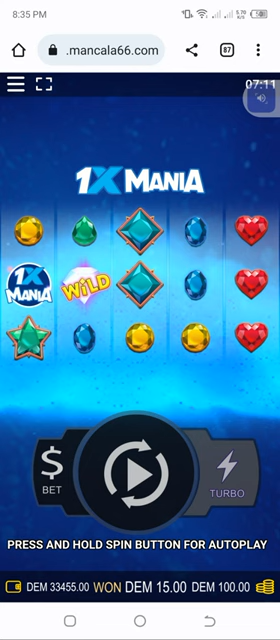 8:35 PM
.mancala66.com
87
07:11
1X MANIA
1X
MANIA
WiLD
$
BET
TURBO
PRESS AND HOLD SPIN BUTTON FOR AUTOPLAY
DEM 33455.00 WON DEM 15.00 DEM 100.00